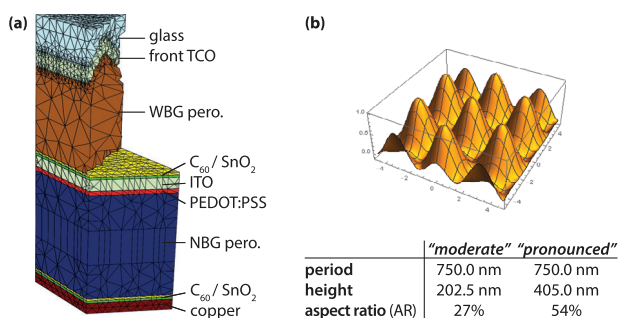 (a)
glass
front TCO
WBG pero.
C60 / SnO2
ITO
PEDOT:PSS
NBG pero.
C60 / SnO2
copper
(b)
1.0
0.5
0.0
-4
-2
0
2
4
-4
-2
0
2
4
"moderate" "pronounced"
period 750.0 nm 750.0 nm
height 202.5 nm 405.0 nm
aspect ratio (AR) 27% 54%